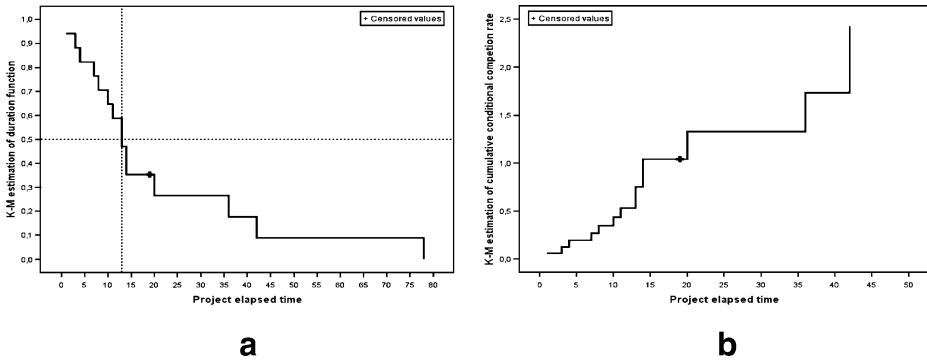 + Censored values
K-M estimation of duration function
1,0
0,9
0,8
0,7
0,6
0,5
0,4
0,3
0,2
0,1
0,0
0 5 10 15 20 25 30 35 40 45 50 55 60 65 70 75 80
Project elapsed time
a
+ Censored values
K-M estimation of cumulative conditional competion rate
2,5
2,0
1,5
1,0
0,5
0,0
0 5 10 15 20 25 30 35 40 45 50
Project elapsed time
b